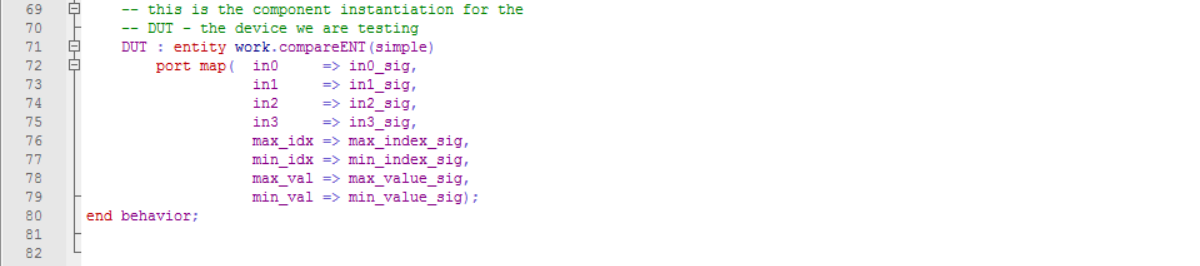 69 -- this is the component instantiation for the
70 -- DUT - the device we are testing
71 DUT : entity work.compareENT(simple)
72 port map( in0 => in0_sig,
73 in1 => in1_sig,
74 in2 => in2_sig,
75 in3 => in3_sig,
76 max_idx => max_index_sig,
77 min_idx => min_index_sig,
78 max_val => max_value_sig,
79 min_val => min_value_sig);
80 end behavior;
81
82